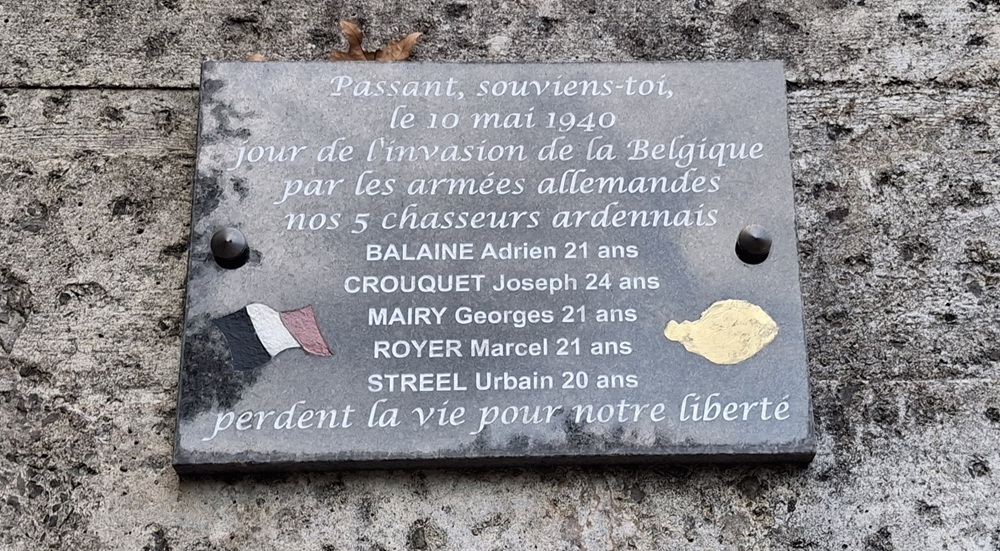 Passant, souviens-toi,
le 10 mai 1940
jour de l'invasion de la Belgique
par les armées allemandes
nos 5 chasseurs ardennais
BALAINE Adrien 21 ans
CROUQUET Joseph 24 ans
MAIRY Georges 21 ans
ROYER Marcel 21 ans
STREEL Urbain 20 ans
perdent la vie pour notre liberté